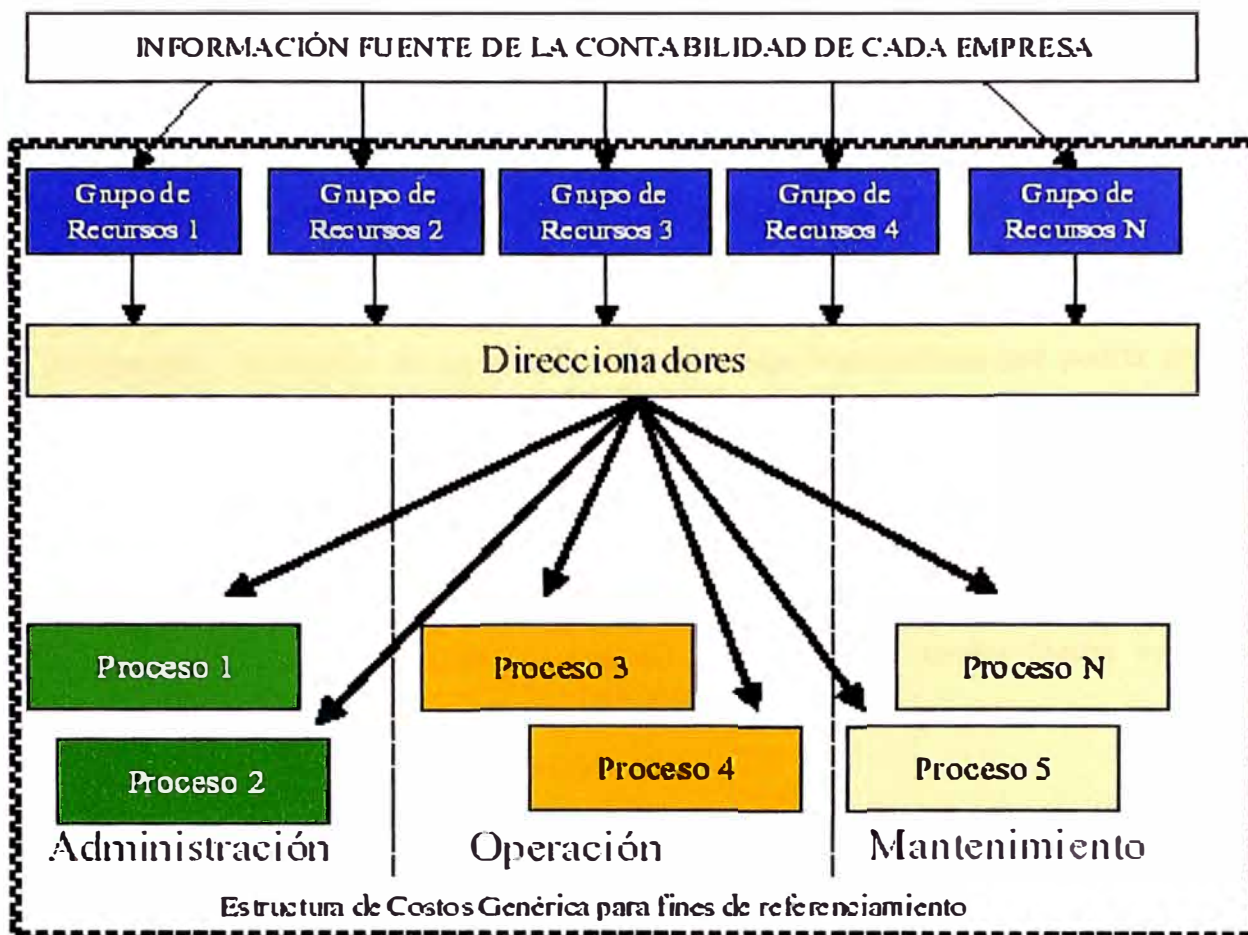 INFORMACIÓN FUENTE DE LA CONTABILIDAD DE CADA EMPRESA
Grupo de
Recursos 1
Grupo de
Recursos 2
Grupo de
Recursos 3
Grupo de
Recursos 4
Grupo de
Recursos N
Direccionadores
Proceso 1
Proceso 3
Proceso N
Proceso 2
Proceso 4
Proceso 5
Administración
Operación
Mantenimiento
Estructura de Costos Genérica para fines de referenciamiento